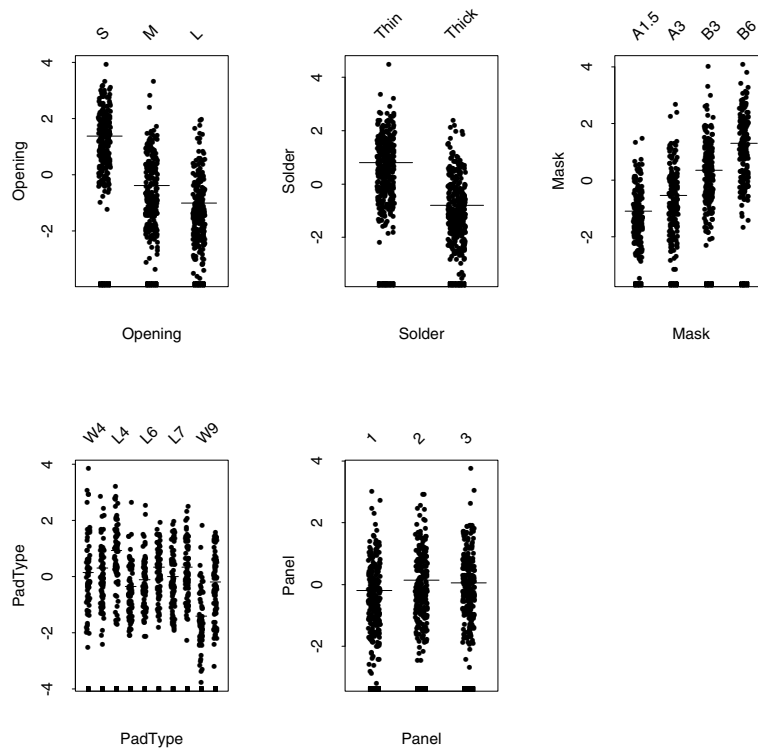 S M L
Opening
4
2
0
-2
Opening
Thin Thick
Solder
4
2
0
-2
Solder
A1.5 A3 B3 B6
Mask
4
2
0
-2
Mask
W4 L4 L6 L7 W9
PadType
4
2
0
-2
-4
PadType
1 2 3
Panel
4
2
0
-2
Panel